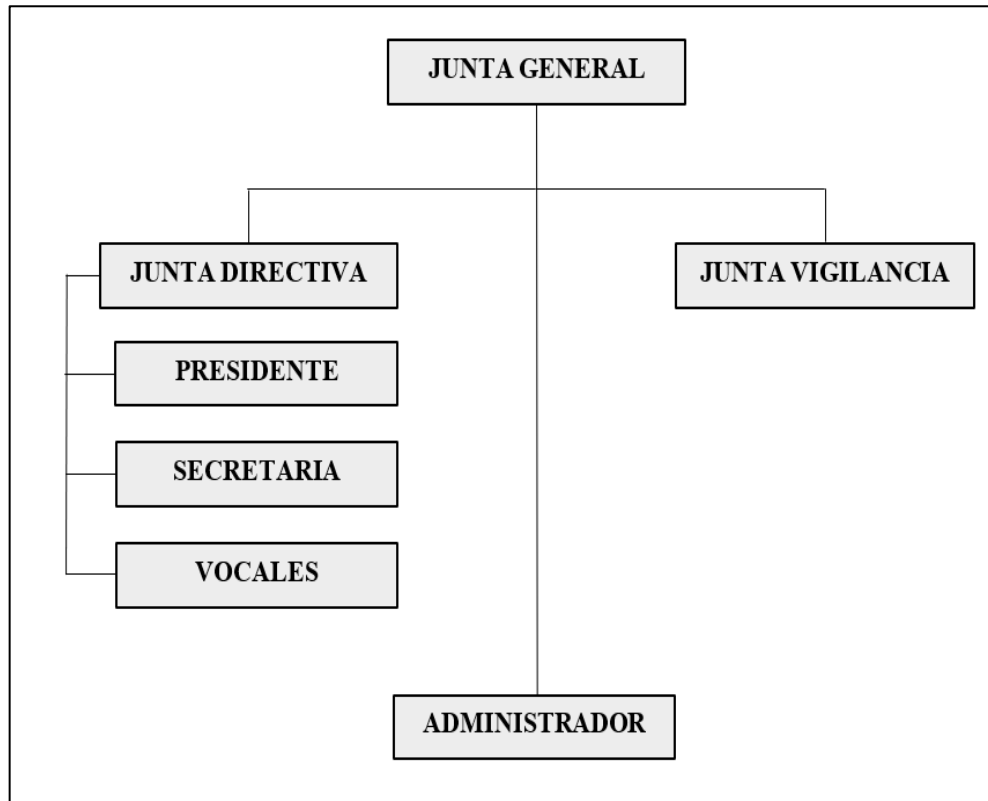 JUNTA GENERAL
JUNTA DIRECTIVA
JUNTA VIGILANCIA
PRESIDENTE
SECRETARIA
VOCALES
ADMINISTRADOR